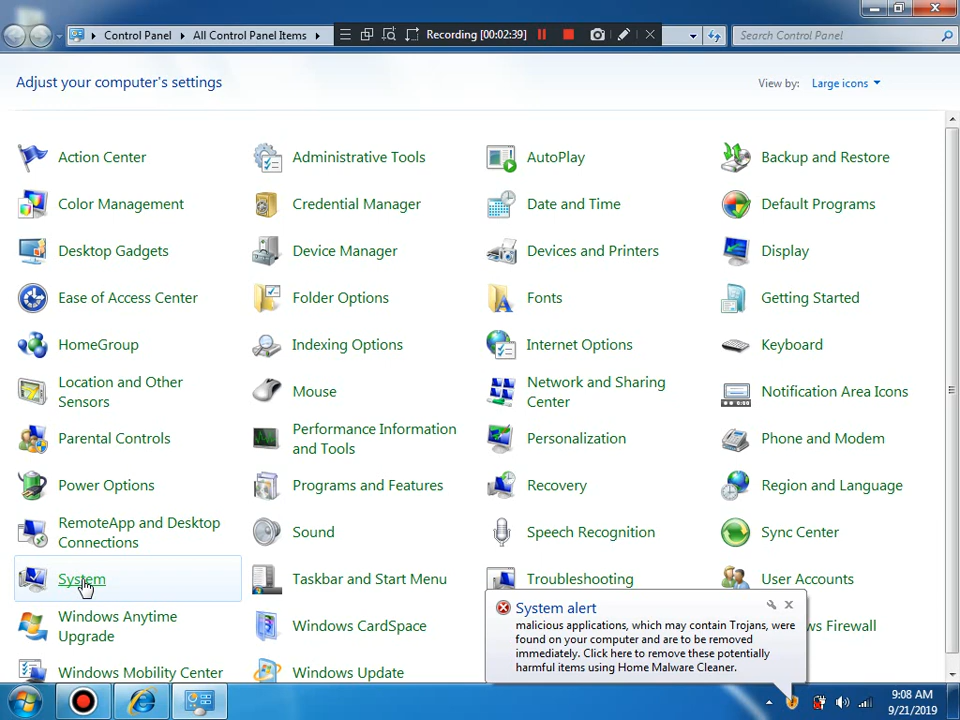 Control Panel
All Control Panel Items
Recording [00:02:39]
Search Control Panel
Adjust your computer's settings
View by:
Large icons
Action Center
Administrative Tools
AutoPlay
Backup and Restore
Color Management
Credential Manager
Date and Time
Default Programs
Desktop Gadgets
Device Manager
Devices and Printers
Display
Ease of Access Center
Folder Options
Fonts
Getting Started
HomeGroup
Indexing Options
Internet Options
Keyboard
Location and Other
Sensors
Mouse
Network and Sharing
Center
Notification Area Icons
Parental Controls
Performance Information
and Tools
Personalization
Phone and Modem
Power Options
Programs and Features
Recovery
Region and Language
RemoteApp and Desktop
Connections
Sound
Speech Recognition
Sync Center
System
Taskbar and Start Menu
Troubleshooting
User Accounts
Windows Anytime
Upgrade
Windows CardSpace
ws Firewall
Windows Mobility Center
Windows Update
System alert
malicious applications, which may contain Trojans, were
found on your computer and are to be removed
immediately. Click here to remove these potentially
harmful items using Home Malware Cleaner.
9:08 AM
9/21/2019